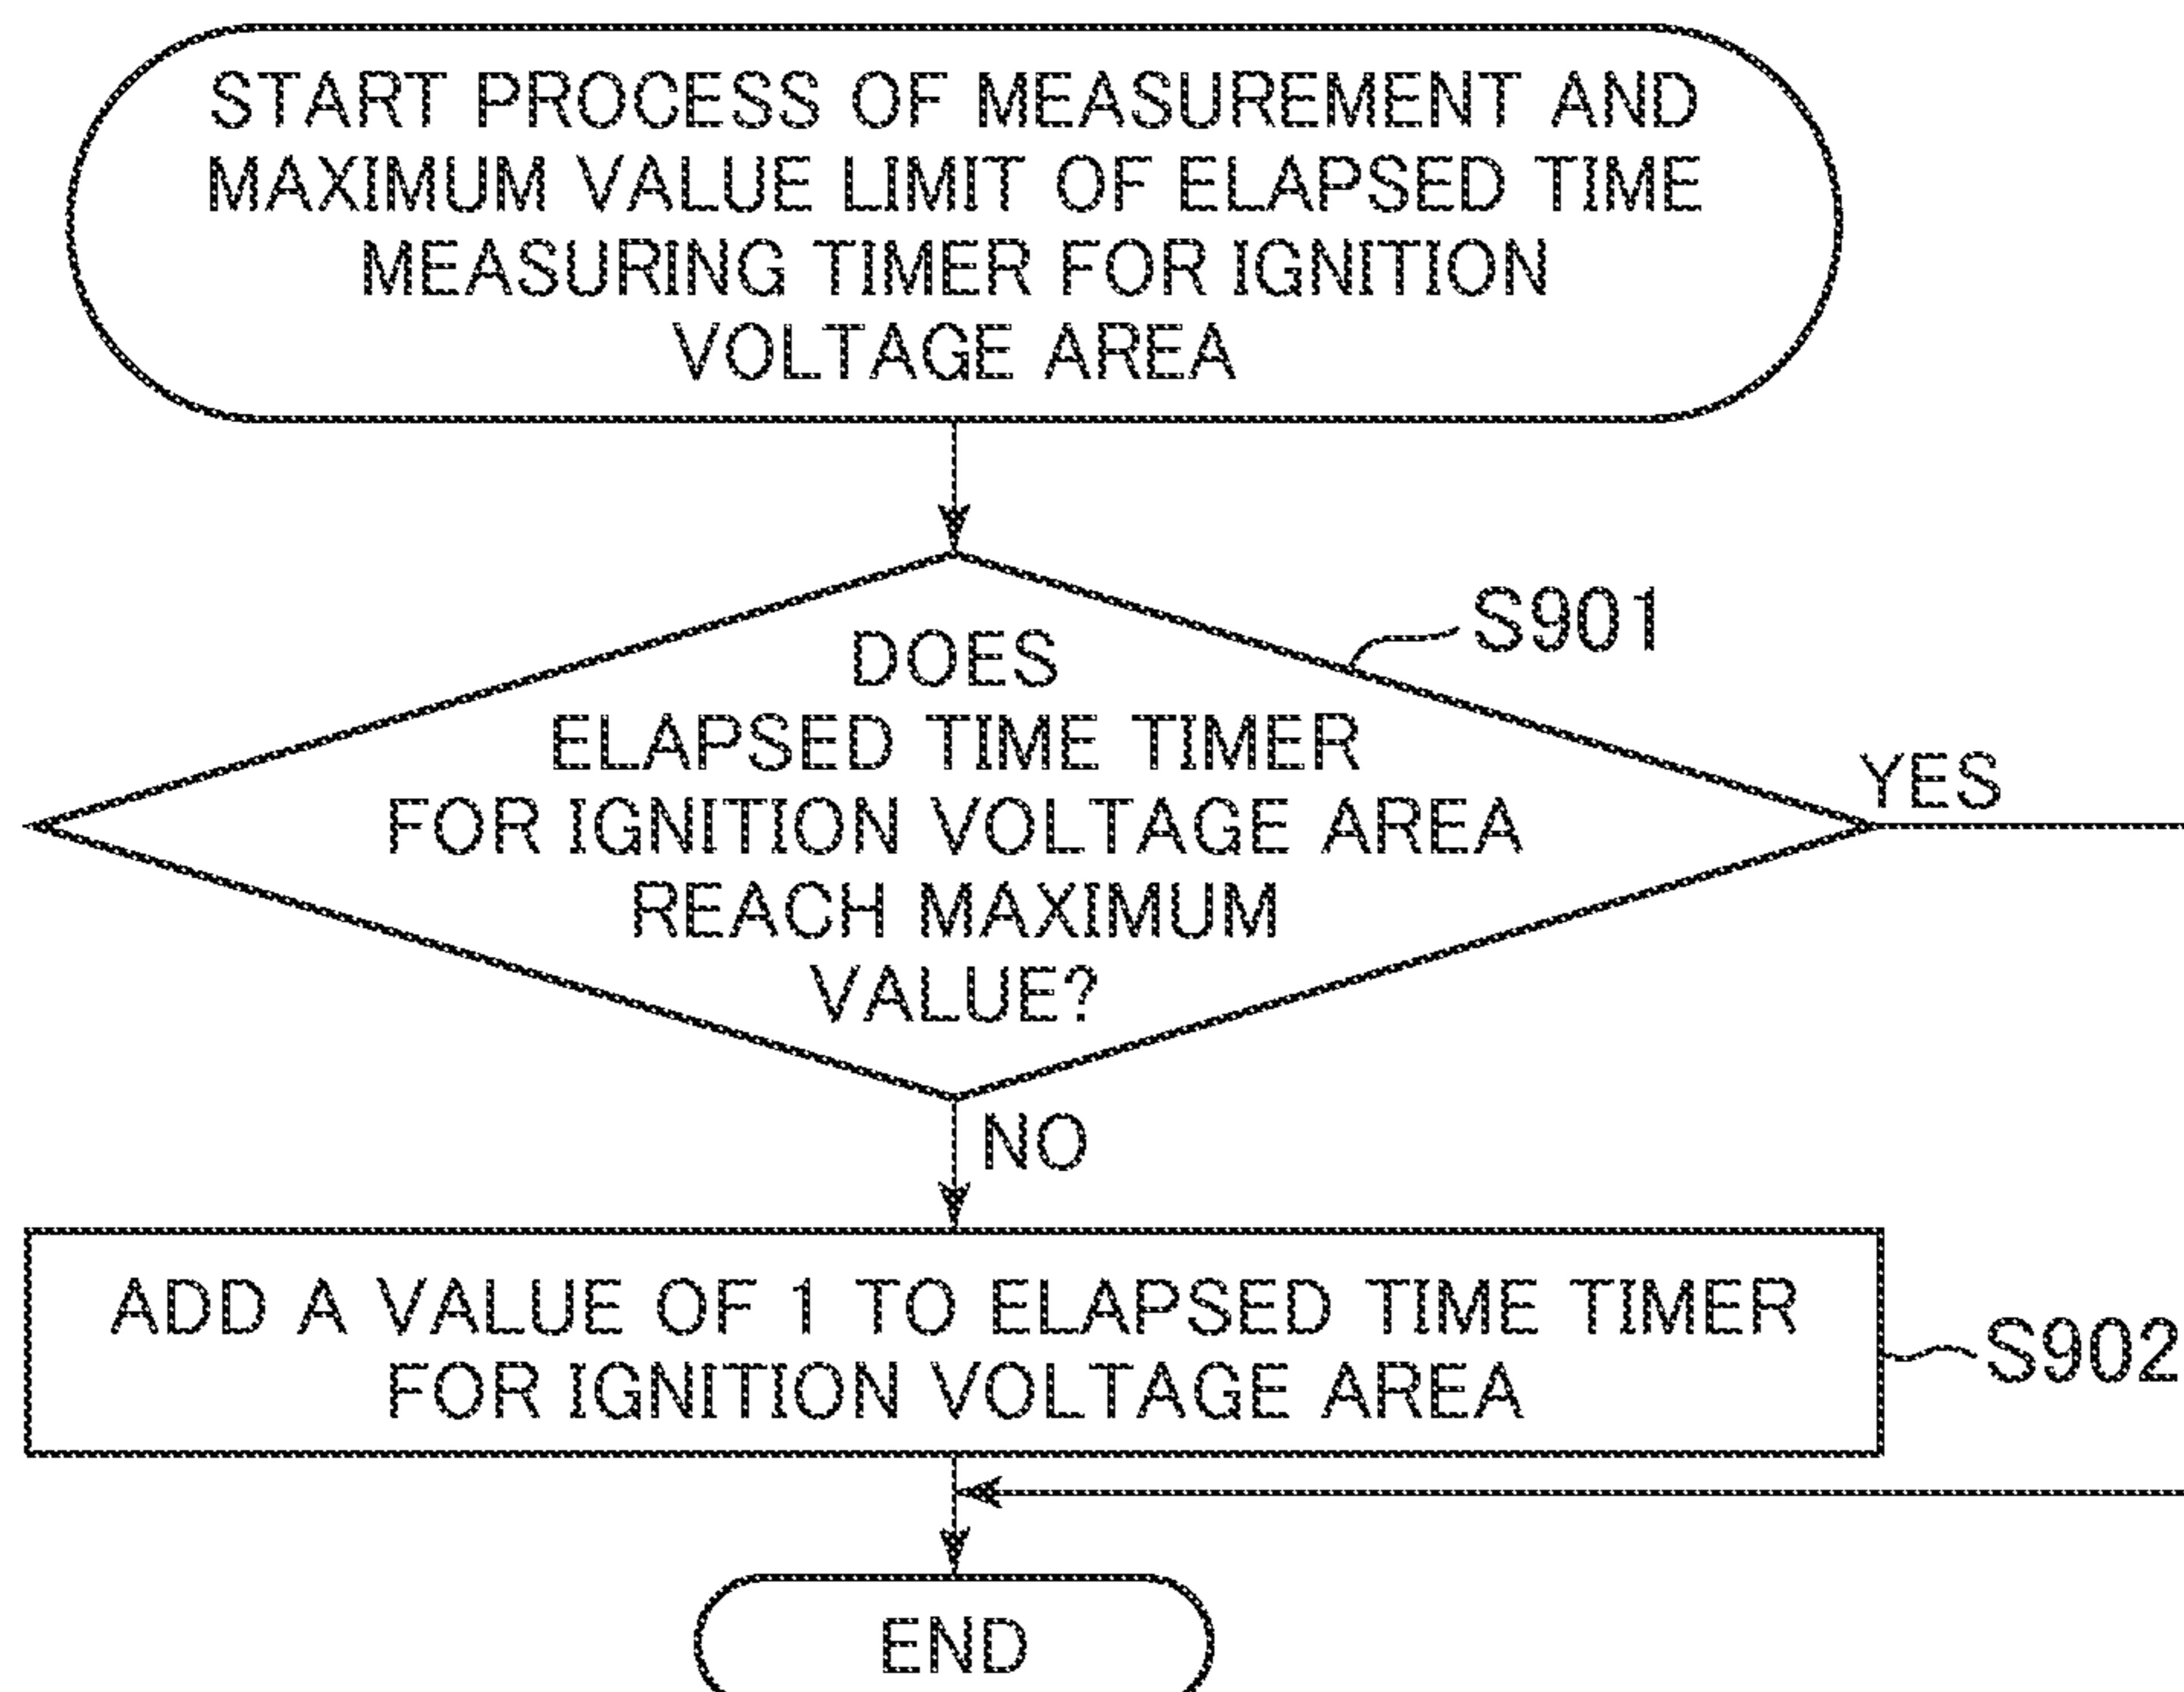 START PROCESS OF MEASUREMENT AND
MAXIMUM VALUE LIMIT OF ELAPSED TIME
MEASURING TIMER FOR IGNITION
VOLTAGE AREA
S901
DOES
ELAPSED TIME TIMER
FOR IGNITION VOLTAGE AREA
REACH MAXIMUM
VALUE?
YES
NO
ADD A VALUE OF 1 TO ELAPSED TIME TIMER
FOR IGNITION VOLTAGE AREA
S902
END